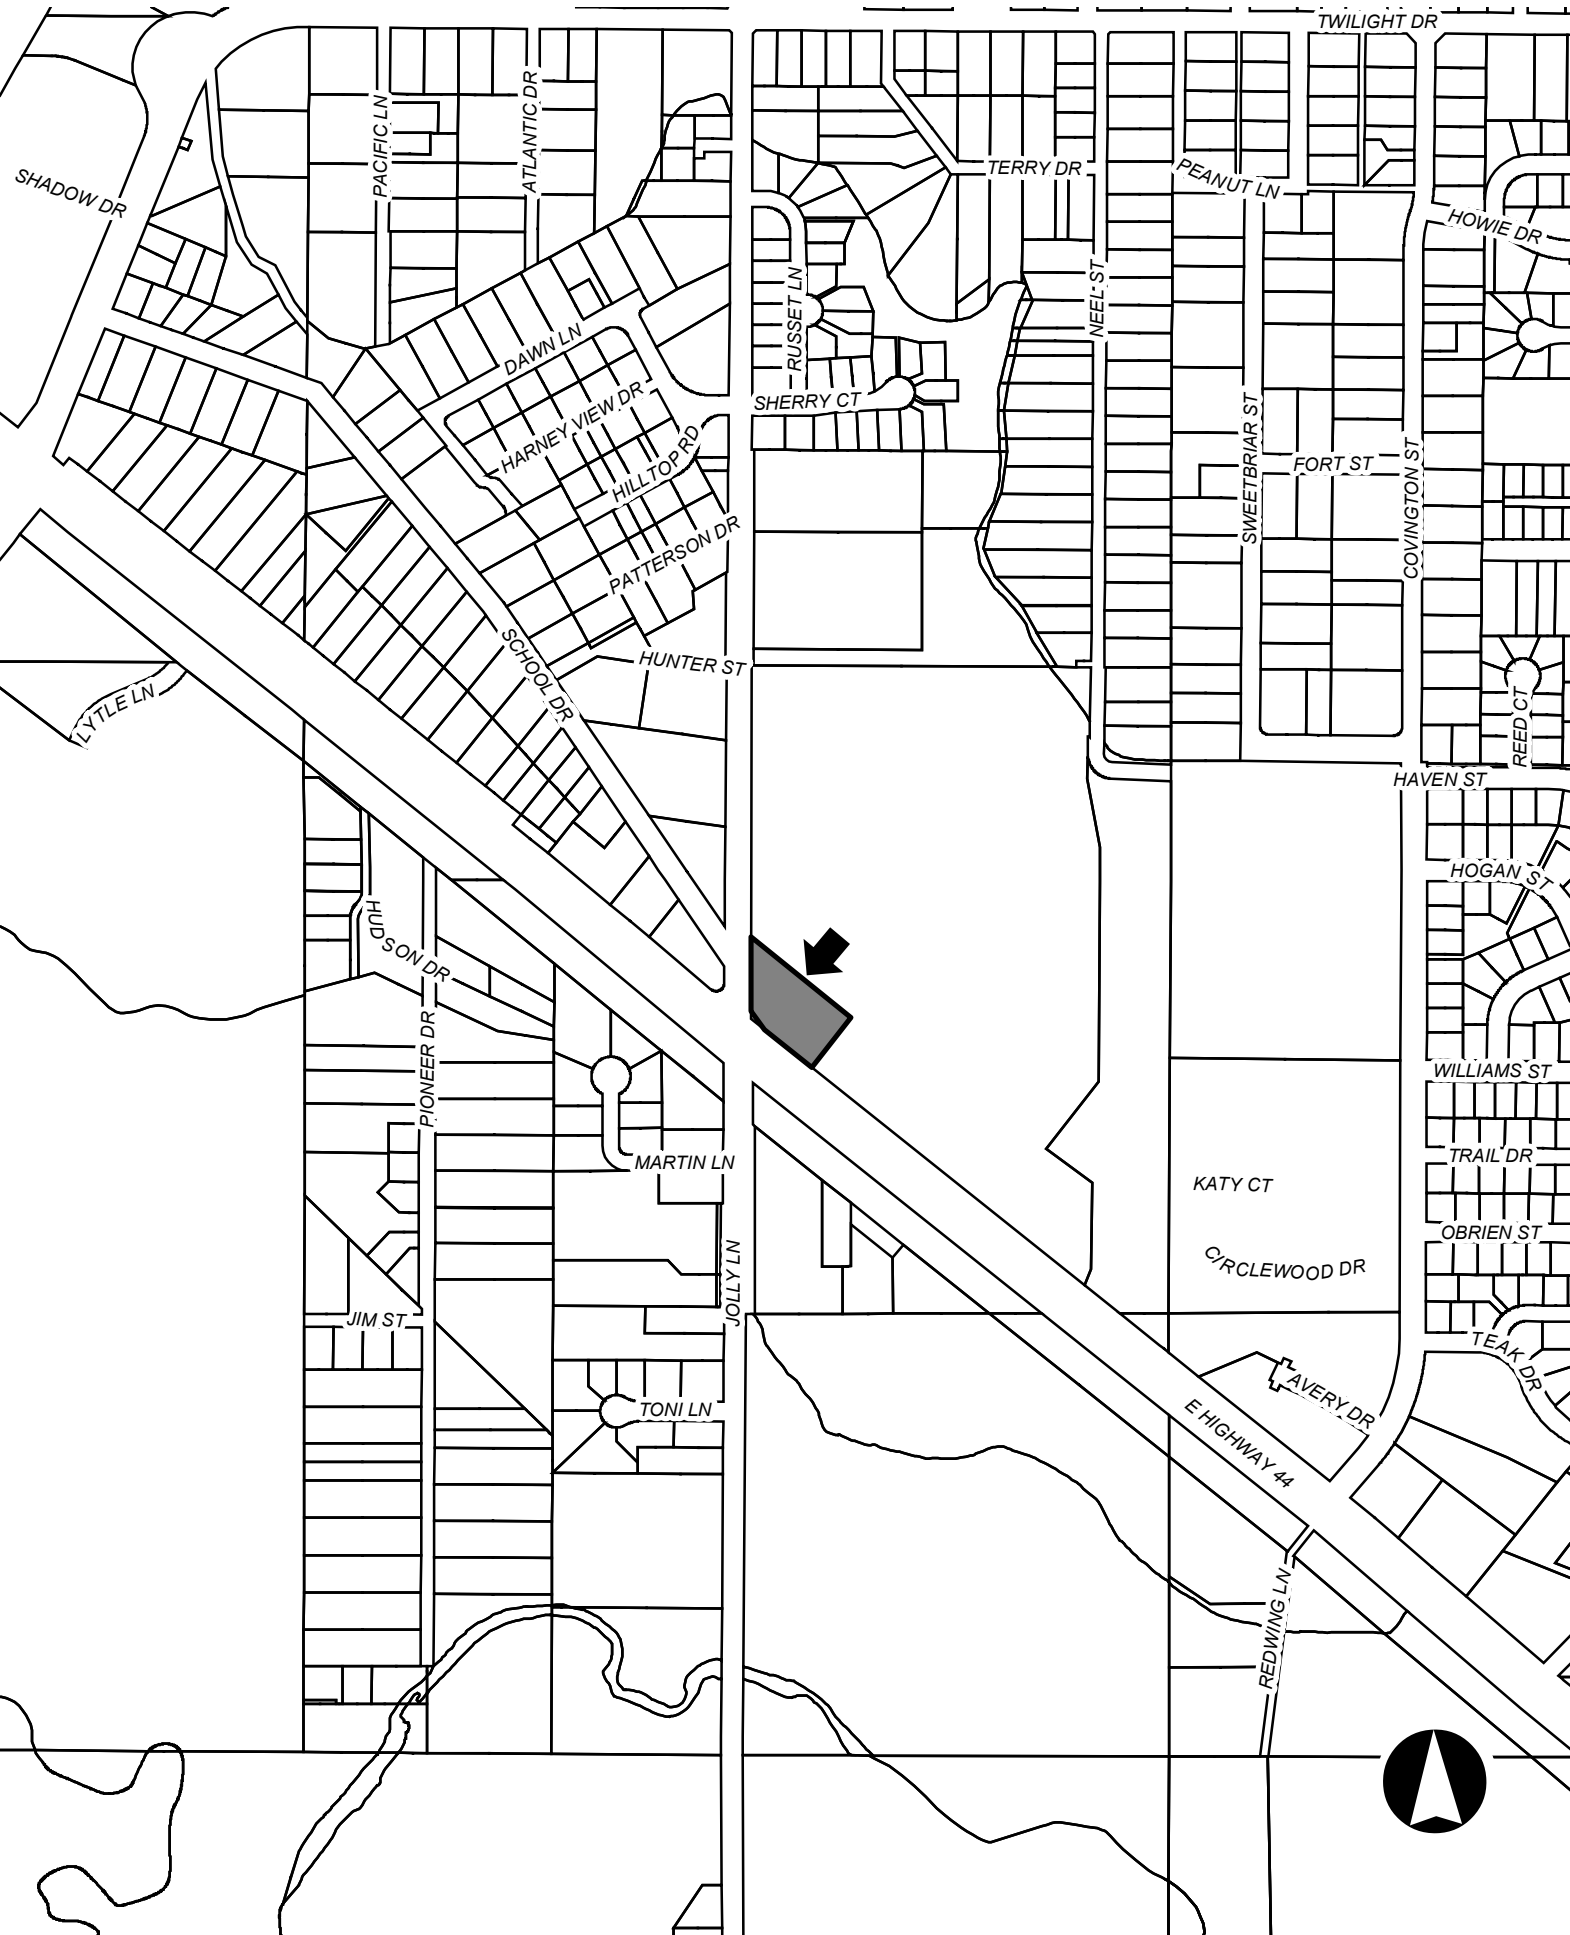 TWILIGHT DR
PACIFIC LN
ATLANTIC DR
SHADOW DR
TERRY DR
PEANUT LN
HOWIE DR
NEEL ST
RUSSET LN
DAWN LN
HARNEY VIEW DR
SHERRY CT
HILLTOP RD
SWEETBRIAR ST
FORT ST
COVINGTON ST
PATTERSON DR
SCHOOL DR
HUNTER ST
LYTLE LN
REED CT
HAVEN ST
HOGAN ST
HUDSON DR
PIONEER DR
WILLIAMS ST
MARTIN LN
TRAIL DR
KATY CT
OBRIEN ST
CIRCLEWOOD DR
JOLLY LN
JIM ST
TEAK DR
AVERY DR
TONI LN
E HIGHWAY 44
REDWING LN